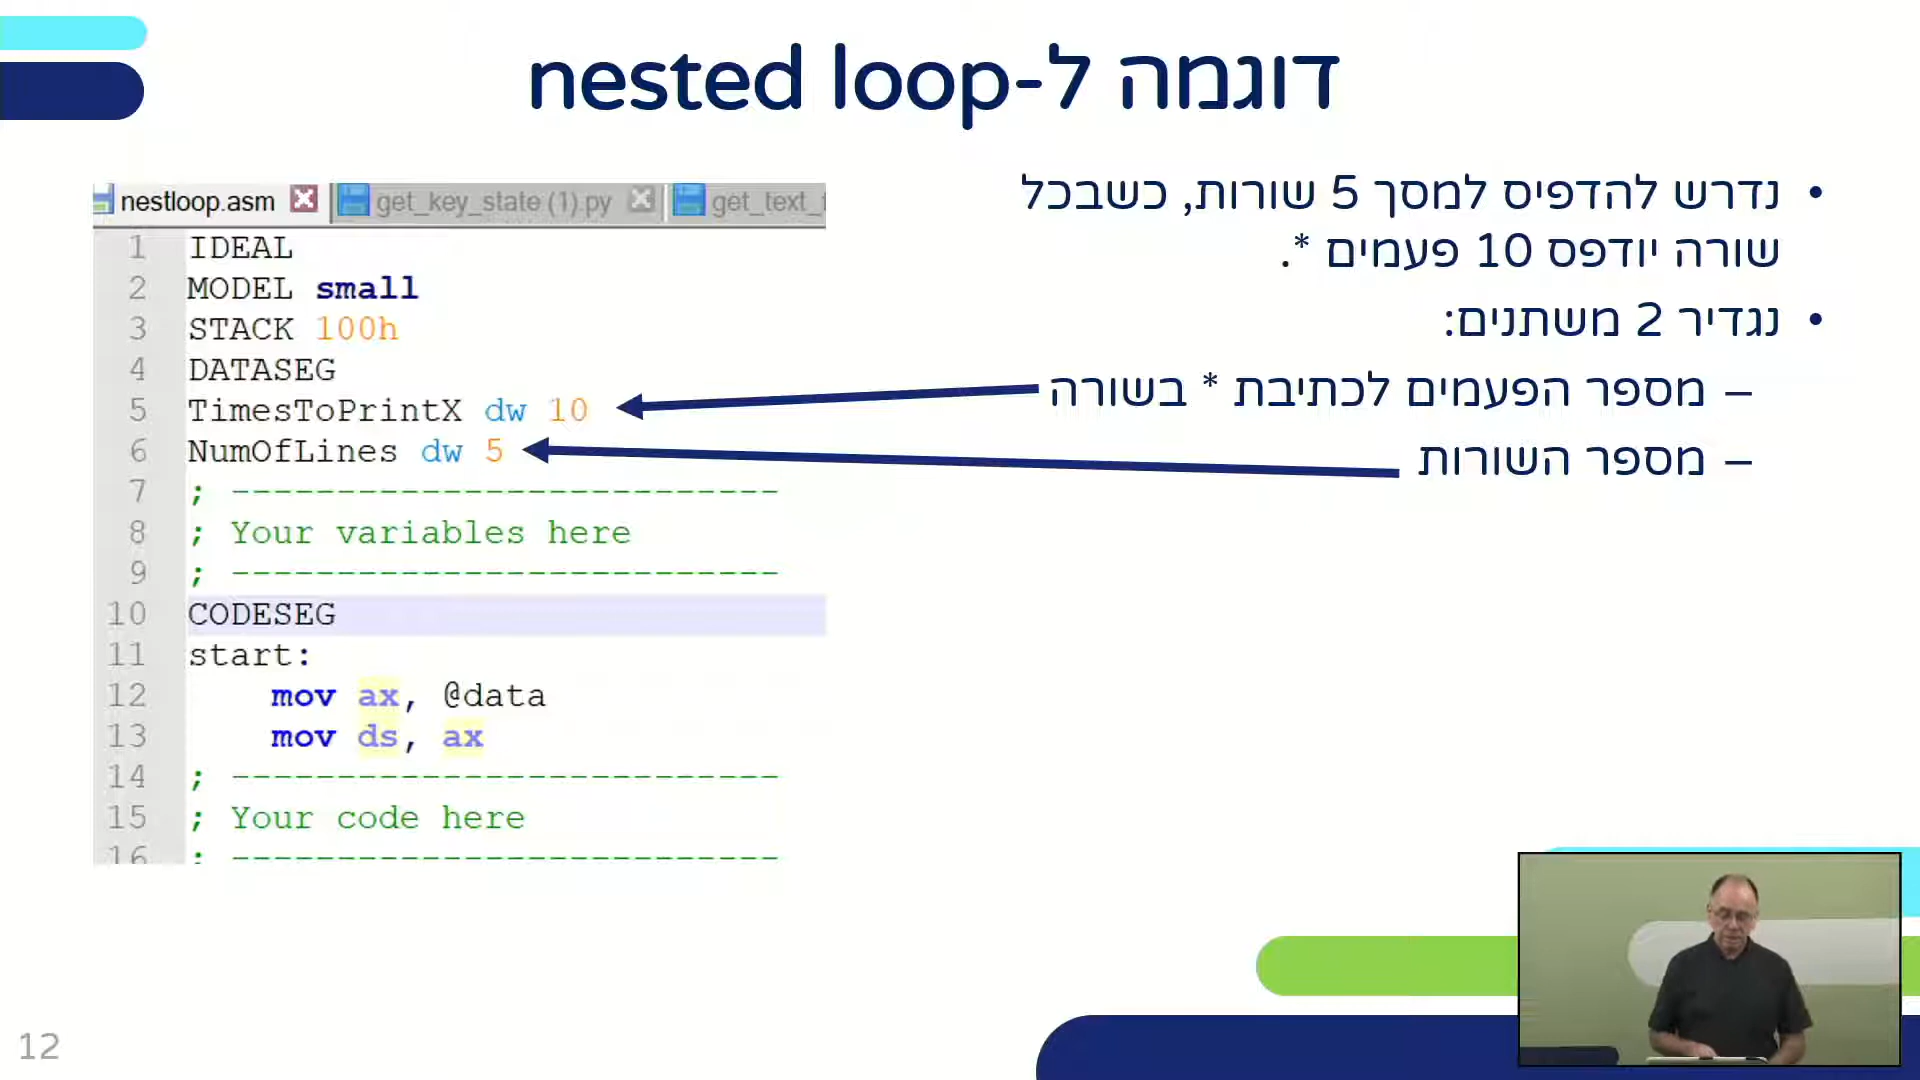 דוגמה ל-nested loop
נדרש להדפיס למסך 5 שורות, כשבכל
שורה יודפס 10 פעמים *.
נגדיר 2 משתנים:
– מספר הפעמים לכתיבת * בשורה
– מספר השורות
nestloop.asm get_key_state (1).py get_text_
1 IDEAL
2 MODEL small
3 STACK 100h
4 DATASEG
5 TimesToPrintX dw 10
6 NumOfLines dw 5
7 ; --------------------------
8 ; Your variables here
9 ; --------------------------
10 CODESEG
11 start:
12 mov ax, @data
13 mov ds, ax
14 ; --------------------------
15 ; Your code here
16 ; --------------------------
12